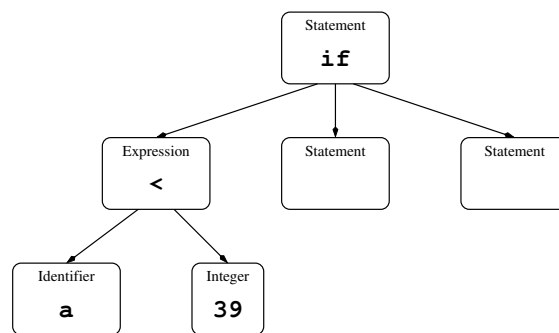 Statement
if
Expression
<
Statement
Statement
Identifier
a
Integer
39